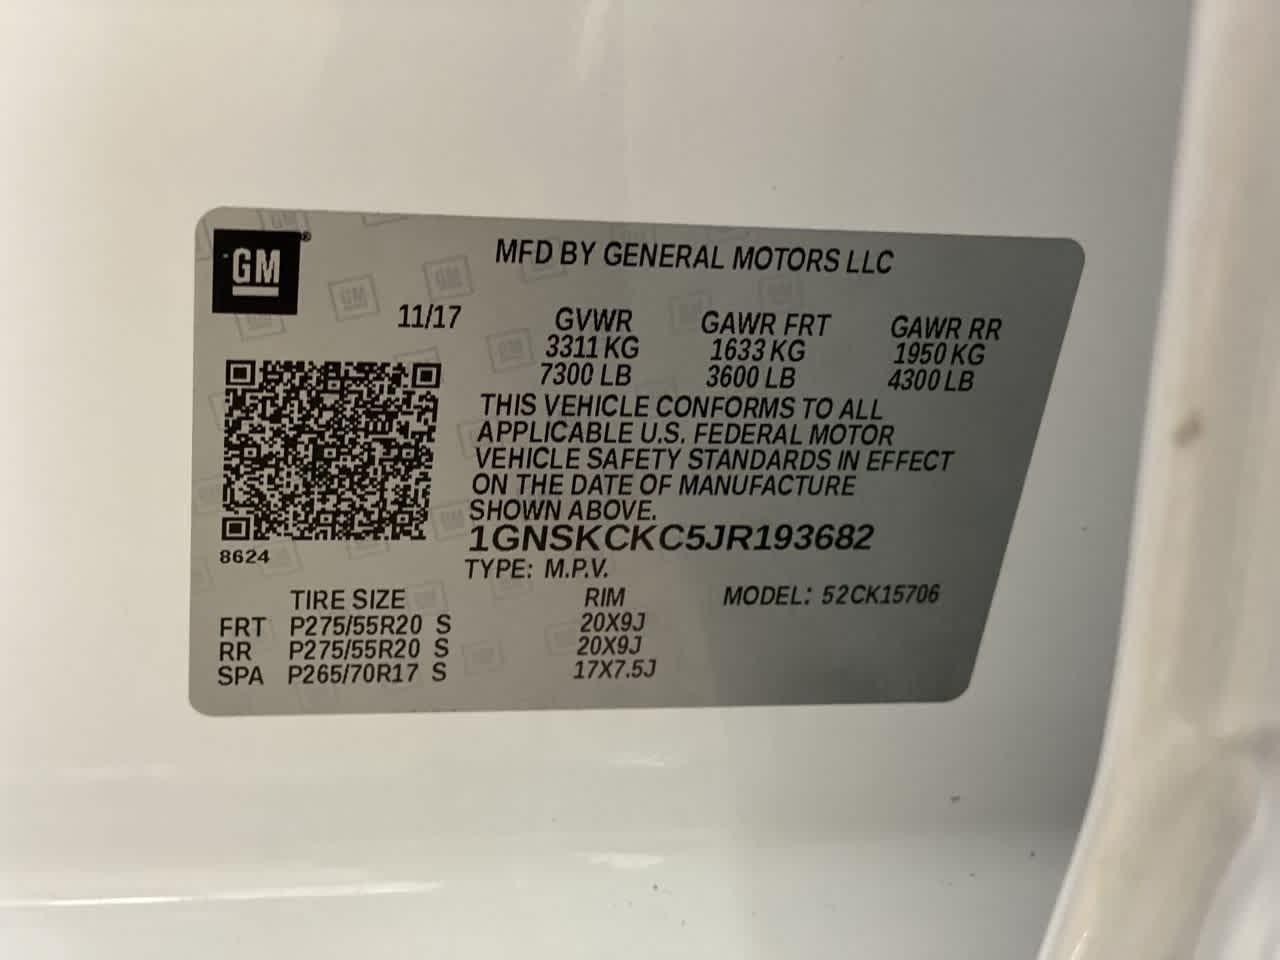 GM®
MFD BY GENERAL MOTORS LLC
11/17 GVWR GAWR FRT GAWR RR
3311 KG 1633 KG 1950 KG
7300 LB 3600 LB 4300 LB
THIS VEHICLE CONFORMS TO ALL
APPLICABLE U.S. FEDERAL MOTOR
VEHICLE SAFETY STANDARDS IN EFFECT
ON THE DATE OF MANUFACTURE
SHOWN ABOVE.
1GNSKCKC5JR193682
8624
TYPE: M.P.V.
TIRE SIZE RIM MODEL: 52CK15706
FRT P275/55R20 S 20X9J
RR P275/55R20 S 20X9J
SPA P265/70R17 S 17X7.5J